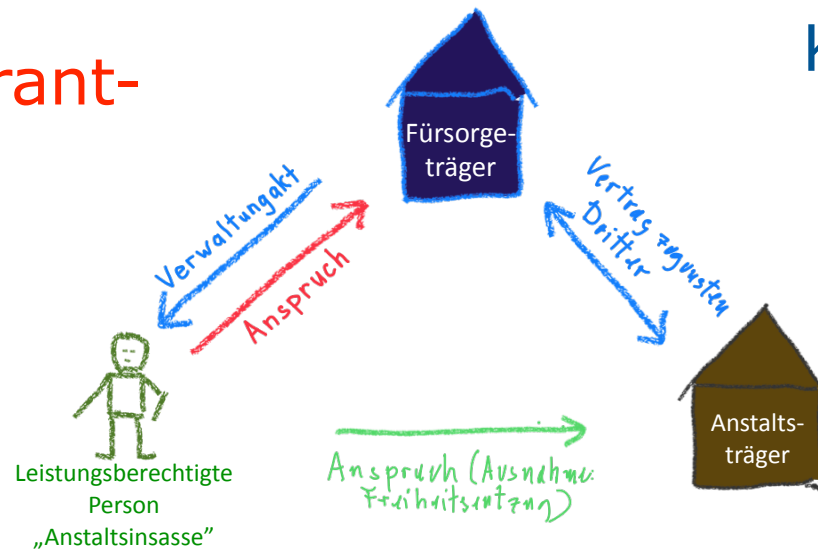 rant-
Fürsorge-
träger
Verwaltungakt
Anspruch
Vertrag zugunsten
Dritter
Anstalts-
träger
Anspruch (Ausnahme:
Freiheitsentzug)
Leistungsberechtigte
Person
„Anstaltsinsasse”